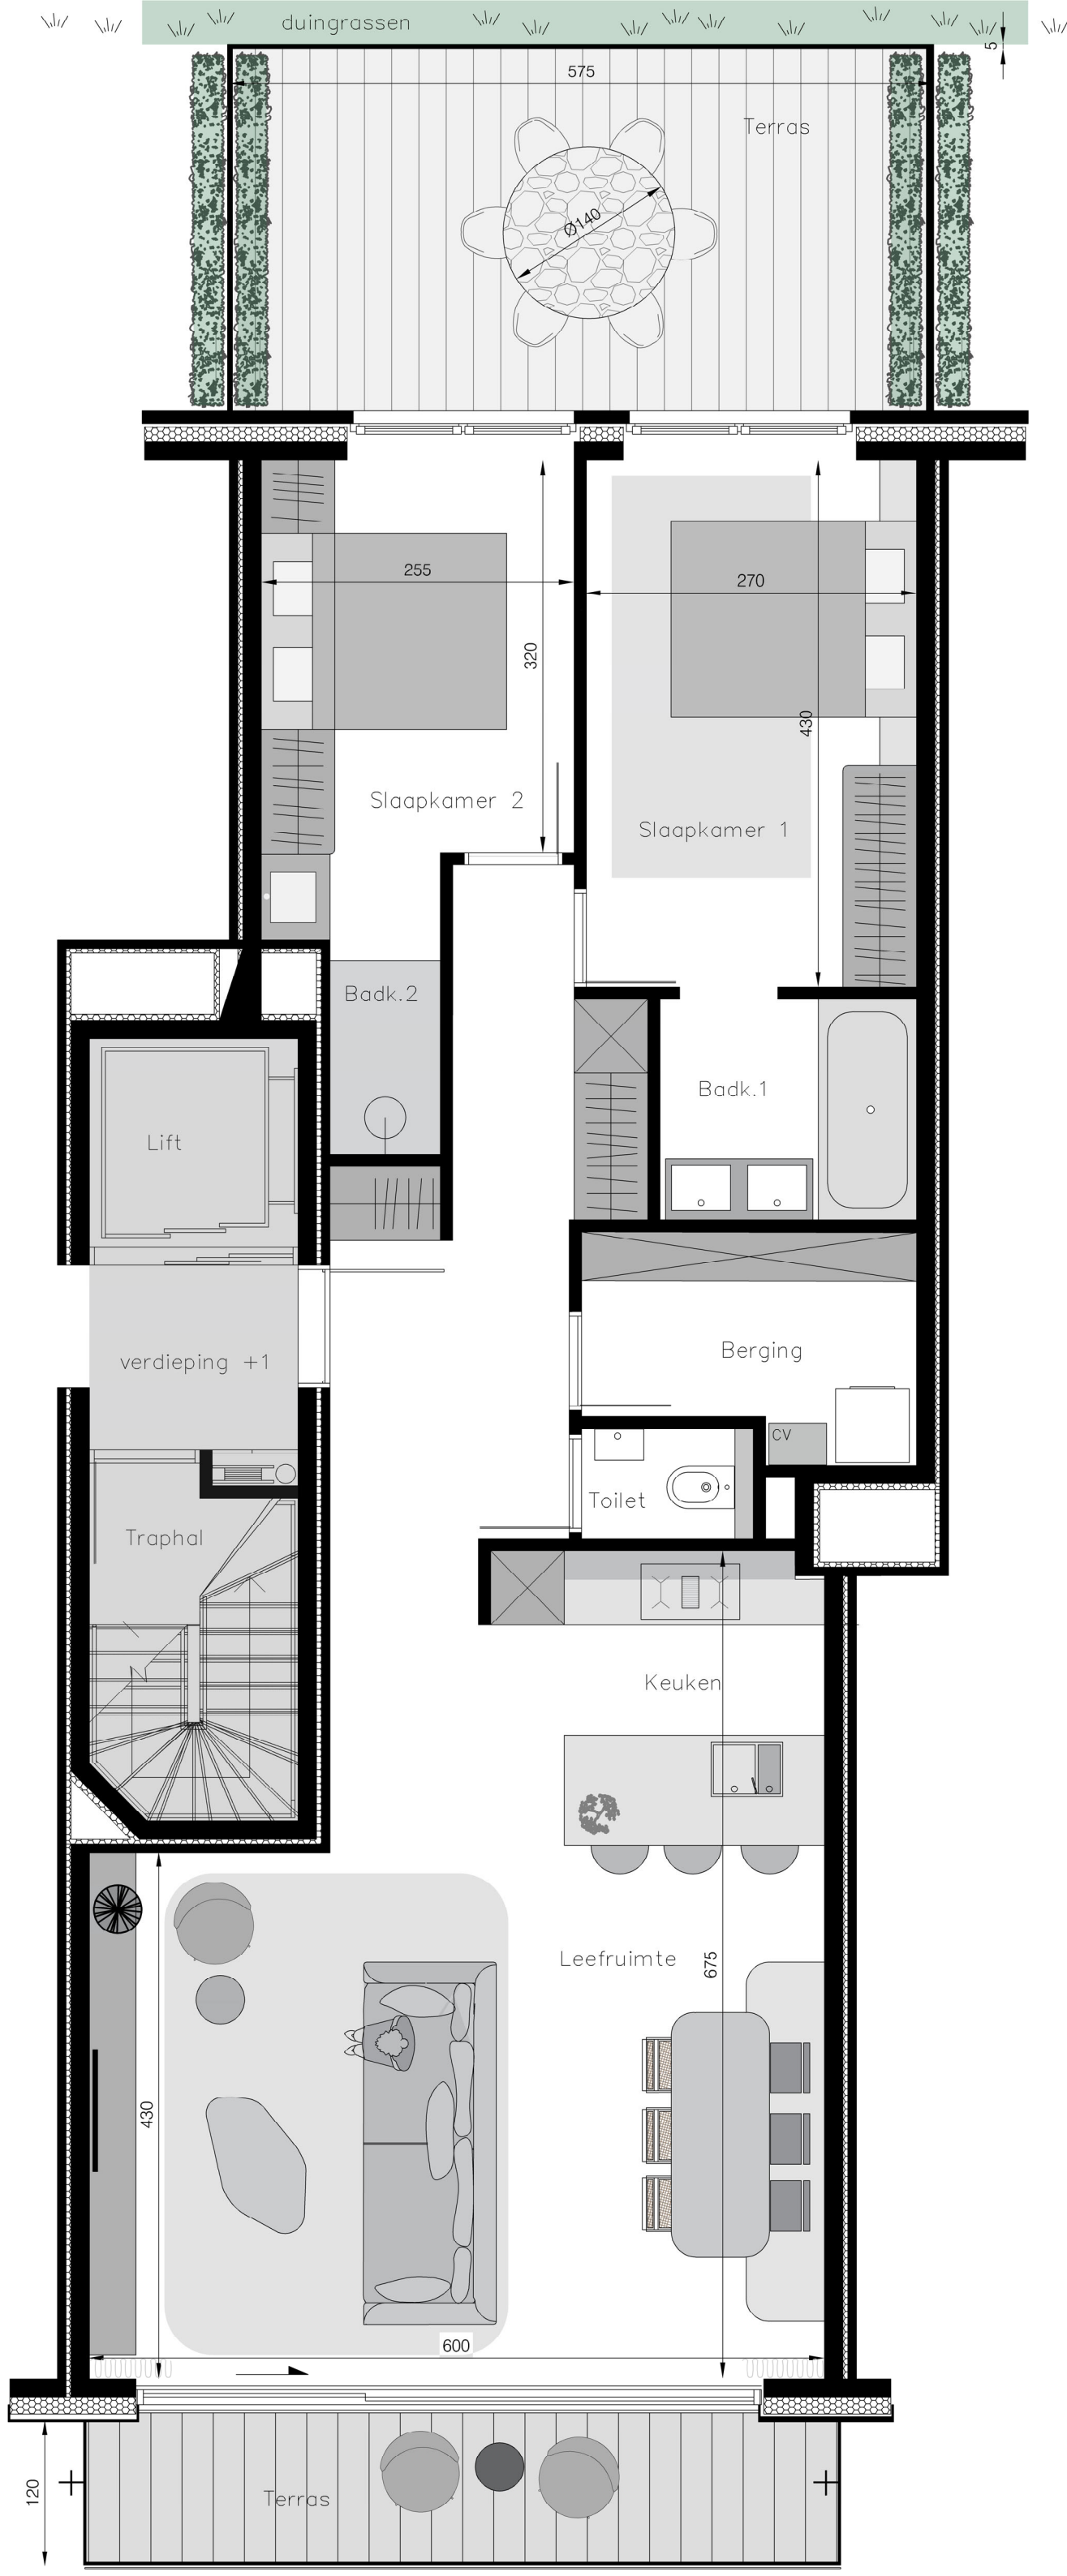 duingrassen
5
575
Terras
Ø140
255
270
320
430
Slaapkamer 2
Slaapkamer 1
Badk.2
Badk.1
Lift
verdieping +1
Berging
CV
Toilet
Traphal
Keuken
Leefruimte
675
430
600
Terras
120